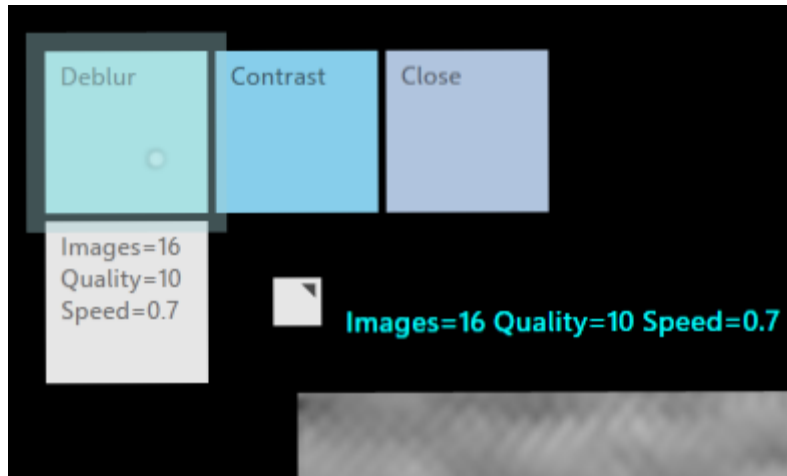 Deblur
Contrast
Close
Images=16
Quality=10
Speed=0.7
Images=16 Quality=10 Speed=0.7